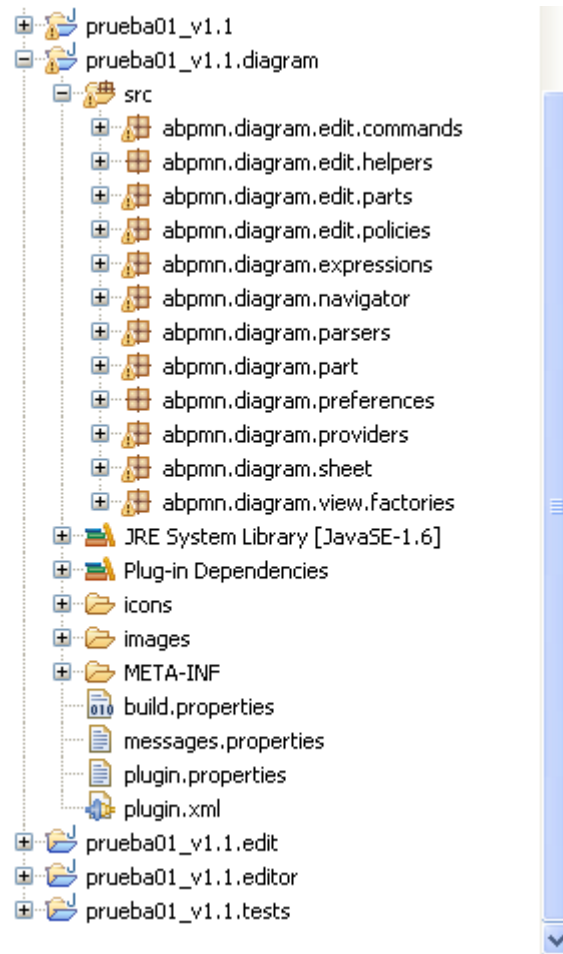 prueba01_v1.1
prueba01_v1.1.diagram
src
abpmn.diagram.edit.commands
abpmn.diagram.edit.helpers
abpmn.diagram.edit.parts
abpmn.diagram.edit.policies
abpmn.diagram.expressions
abpmn.diagram.navigator
abpmn.diagram.parsers
abpmn.diagram.part
abpmn.diagram.preferences
abpmn.diagram.providers
abpmn.diagram.sheet
abpmn.diagram.view.factories
JRE System Library [JavaSE-1.6]
Plug-in Dependencies
icons
images
META-INF
build.properties
messages.properties
plugin.properties
plugin.xml
prueba01_v1.1.edit
prueba01_v1.1.editor
prueba01_v1.1.tests